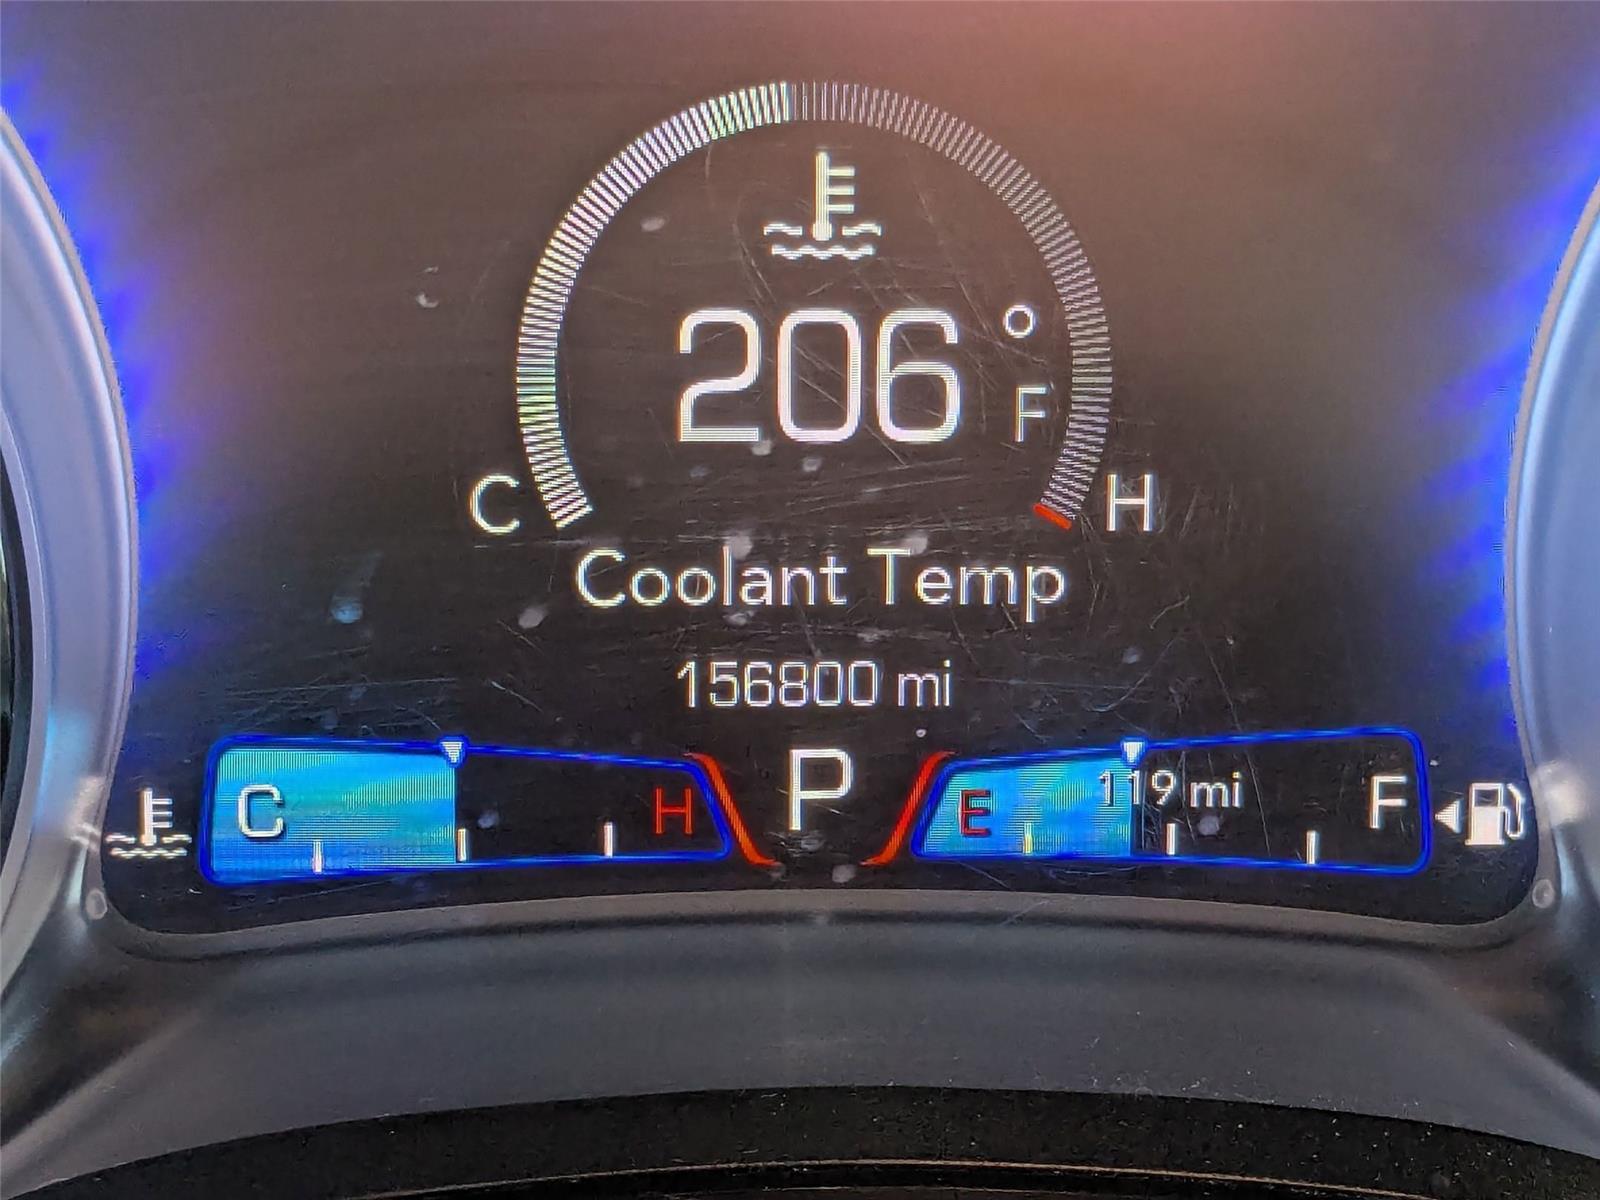 206 °F
C H
Coolant Temp
156800 mi
C H P E 119 mi F